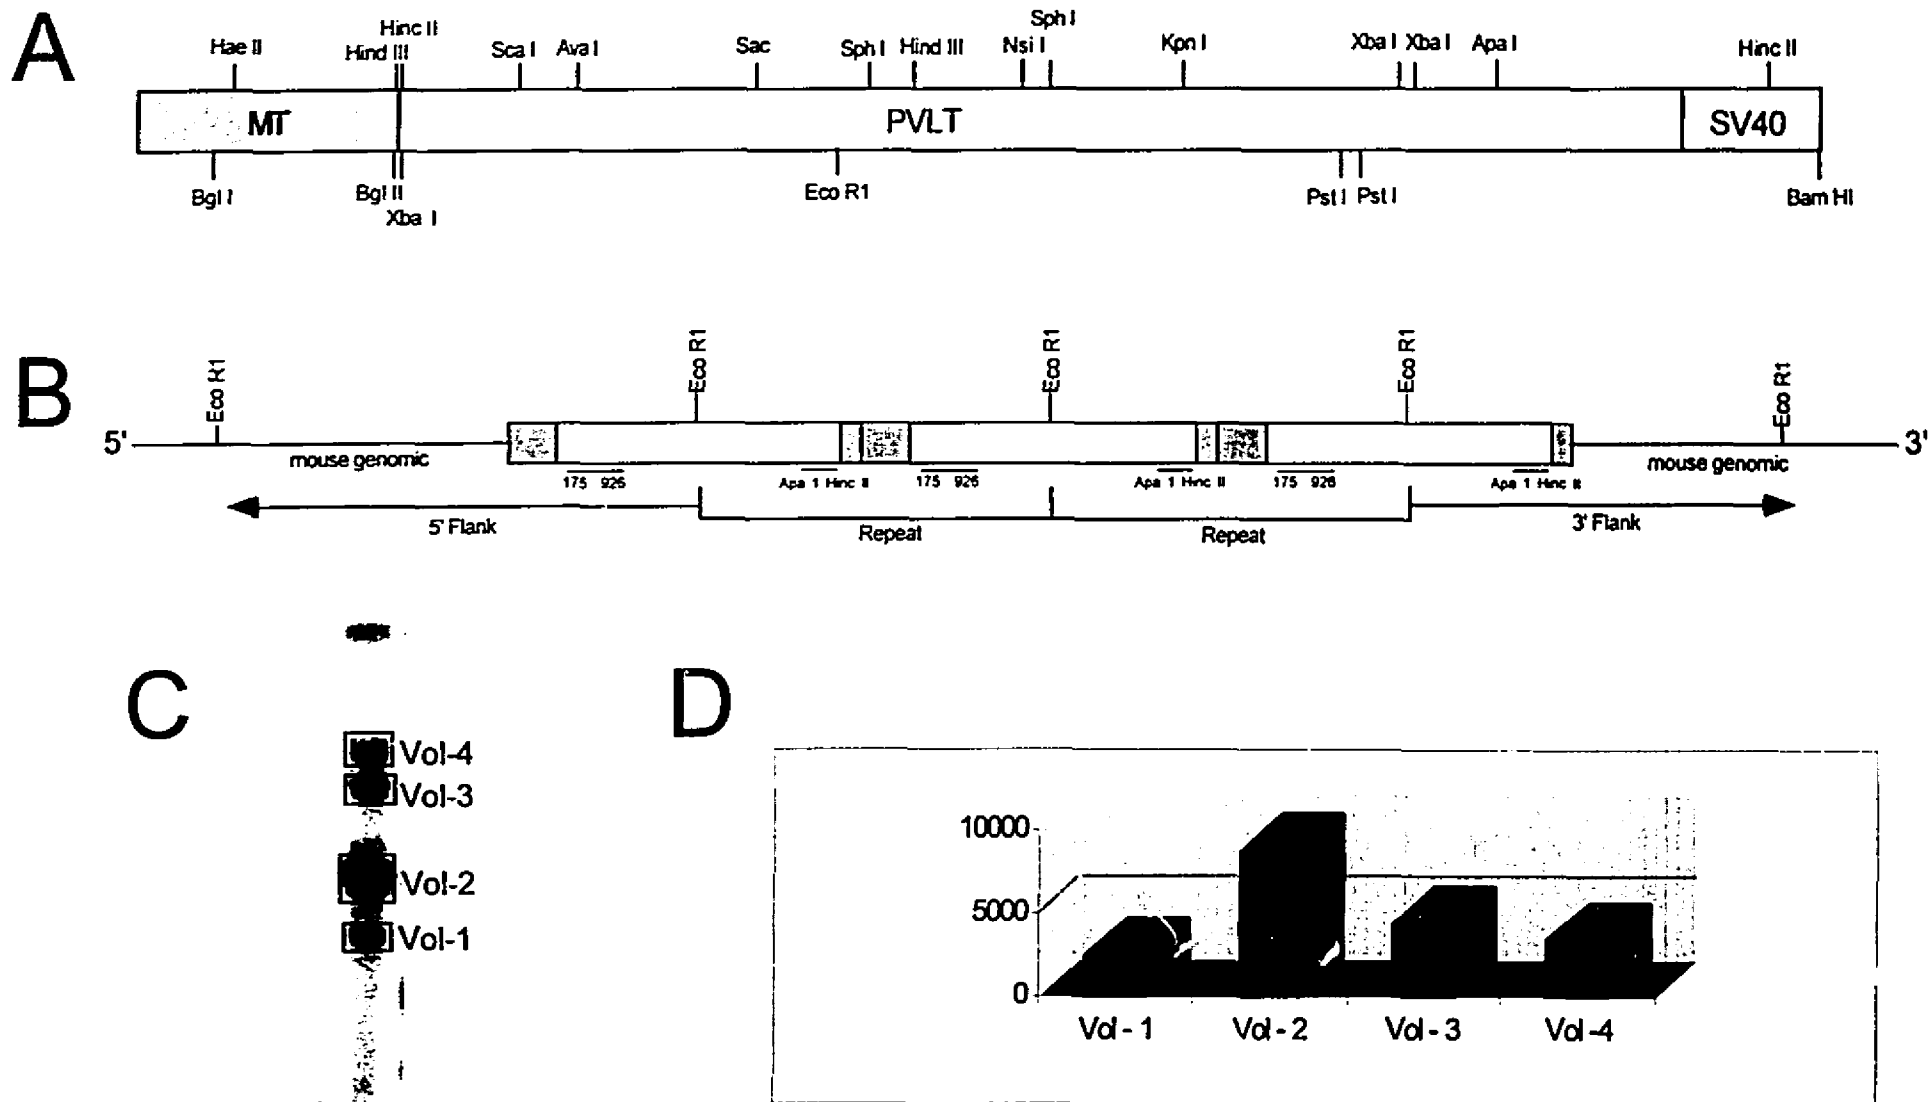 A
Hae II
Hind III
Hinc II
Sca I
Ava I
Sac
Sph I
Hind III
Nsi I
Sph I
Kpn I
Xba I
Xba I
Apa I
Hinc II
MT
PVLT
SV40
Bgl I
Bgl II
Xba I
Eco R1
Pst I
Pst I
Bam HI
B
Eco R1
Eco R1
Eco R1
Eco R1
Eco R1
5'
mouse genomic
mouse genomic
3'
175 926
Apa 1 Hinc II
175 926
Apa 1 Hinc II
175 926
Apa 1 Hinc II
5' Flank
Repeat
Repeat
3' Flank
C
Vol-4
Vol-3
Vol-2
Vol-1
D
10000
5000
0
Vol - 1
Vol - 2
Vol - 3
Vol -4